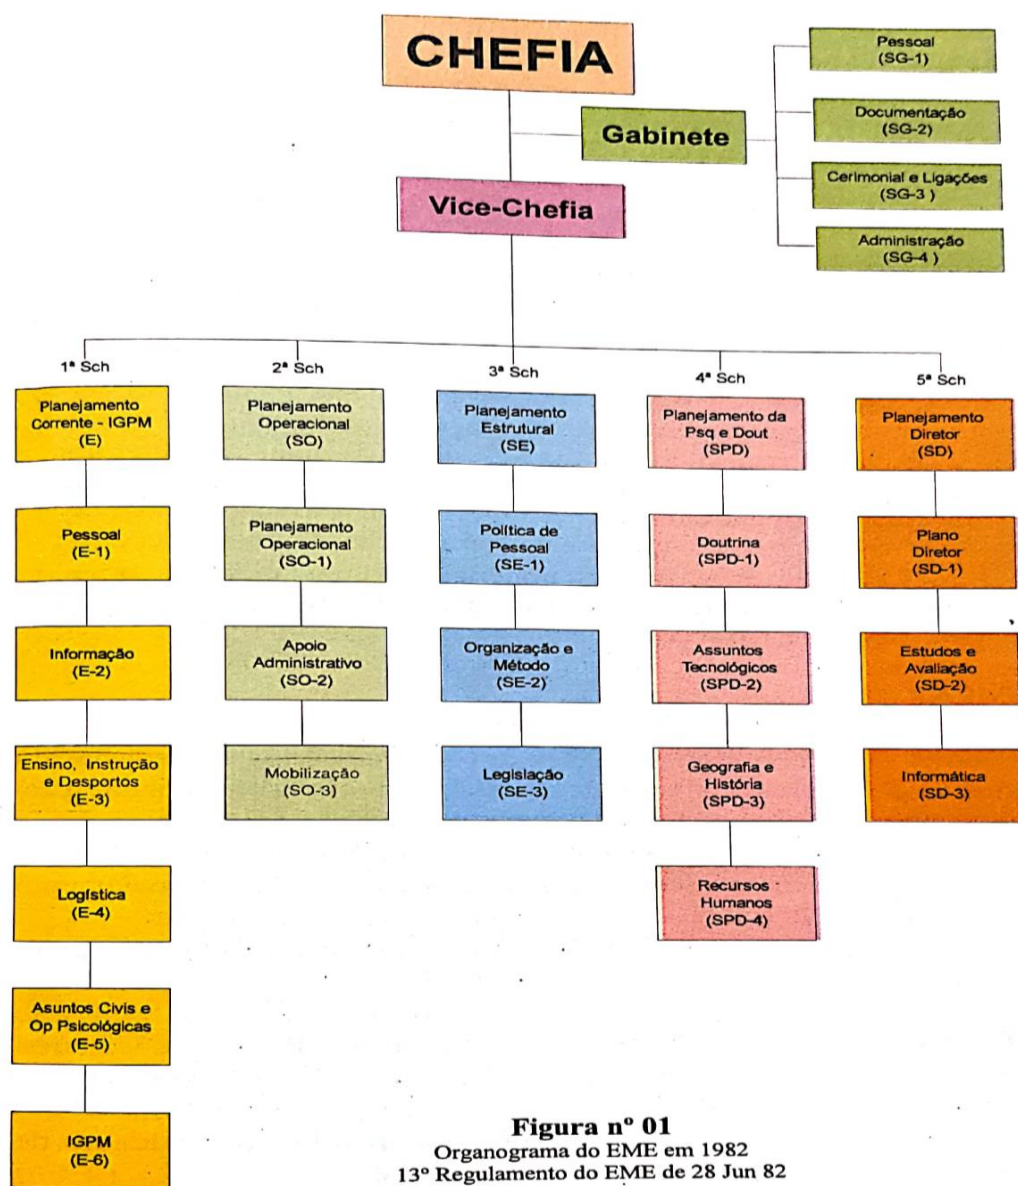 CHEFIA
Gabinete
Pessoal
(SG-1)
Documentação
(SG-2)
Cerimonial e Ligações
(SG-3 )
Administração
(SG-4 )
Vice-Chefia
1ª Sch
2ª Sch
3ª Sch
4ª Sch
5ª Sch
Planejamento
Corrente - IGPM
(E)
Pessoal
(E-1)
Informação
(E-2)
Ensino, Instrução
e Desportos
(E-3)
Logística
(E-4)
Asuntos Civis e
Op Psicológicas
(E-5)
IGPM
(E-6)
Planejamento
Operacional
(SO)
Planejamento
Operacional
(SO-1)
Apoio
Administrativo
(SO-2)
Mobilização
(SO-3)
Planejamento
Estrutural
(SE)
Política de
Pessoal
(SE-1)
Organização e
Método
(SE-2)
Legislação
(SE-3)
Planejamento da
Psq e Dout
(SPD)
Doutrina
(SPD-1)
Assuntos
Tecnológicos
(SPD-2)
Geografia e
História
(SPD-3)
Recursos
Humanos
(SPD-4)
Planejamento
Diretor
(SD)
Plano
Diretor
(SD-1)
Estudos e
Avaliação
(SD-2)
Informática
(SD-3)
Figura nº 01
Organograma do EME em 1982
13º Regulamento do EME de 28 Jun 82